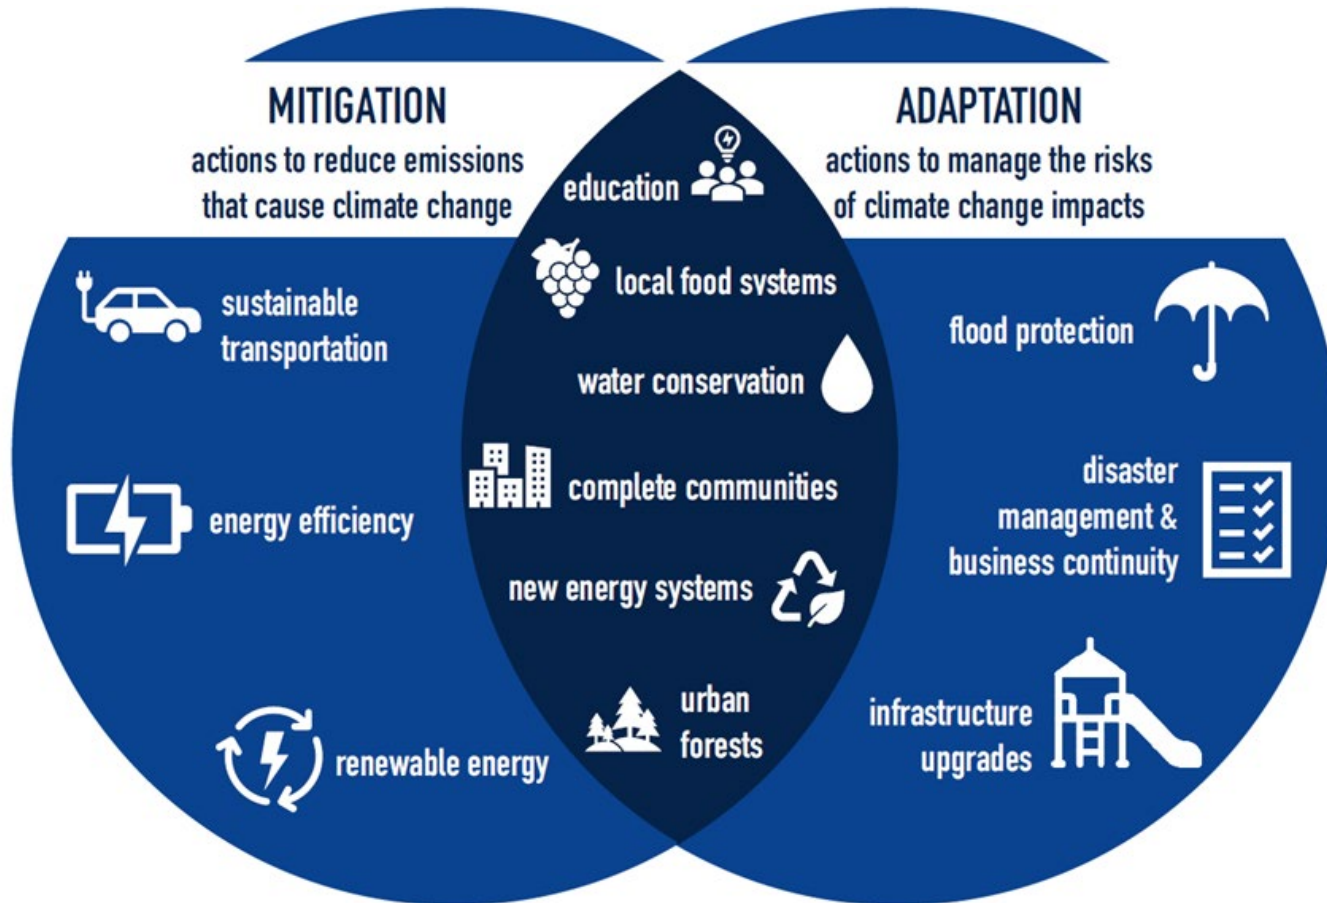 MITIGATION
actions to reduce emissions
that cause climate change
sustainable
transportation
energy efficiency
renewable energy
education
local food systems
water conservation
complete communities
new energy systems
urban
forests
ADAPTATION
actions to manage the risks
of climate change impacts
flood protection
disaster
management &
business continuity
infrastructure
upgrades